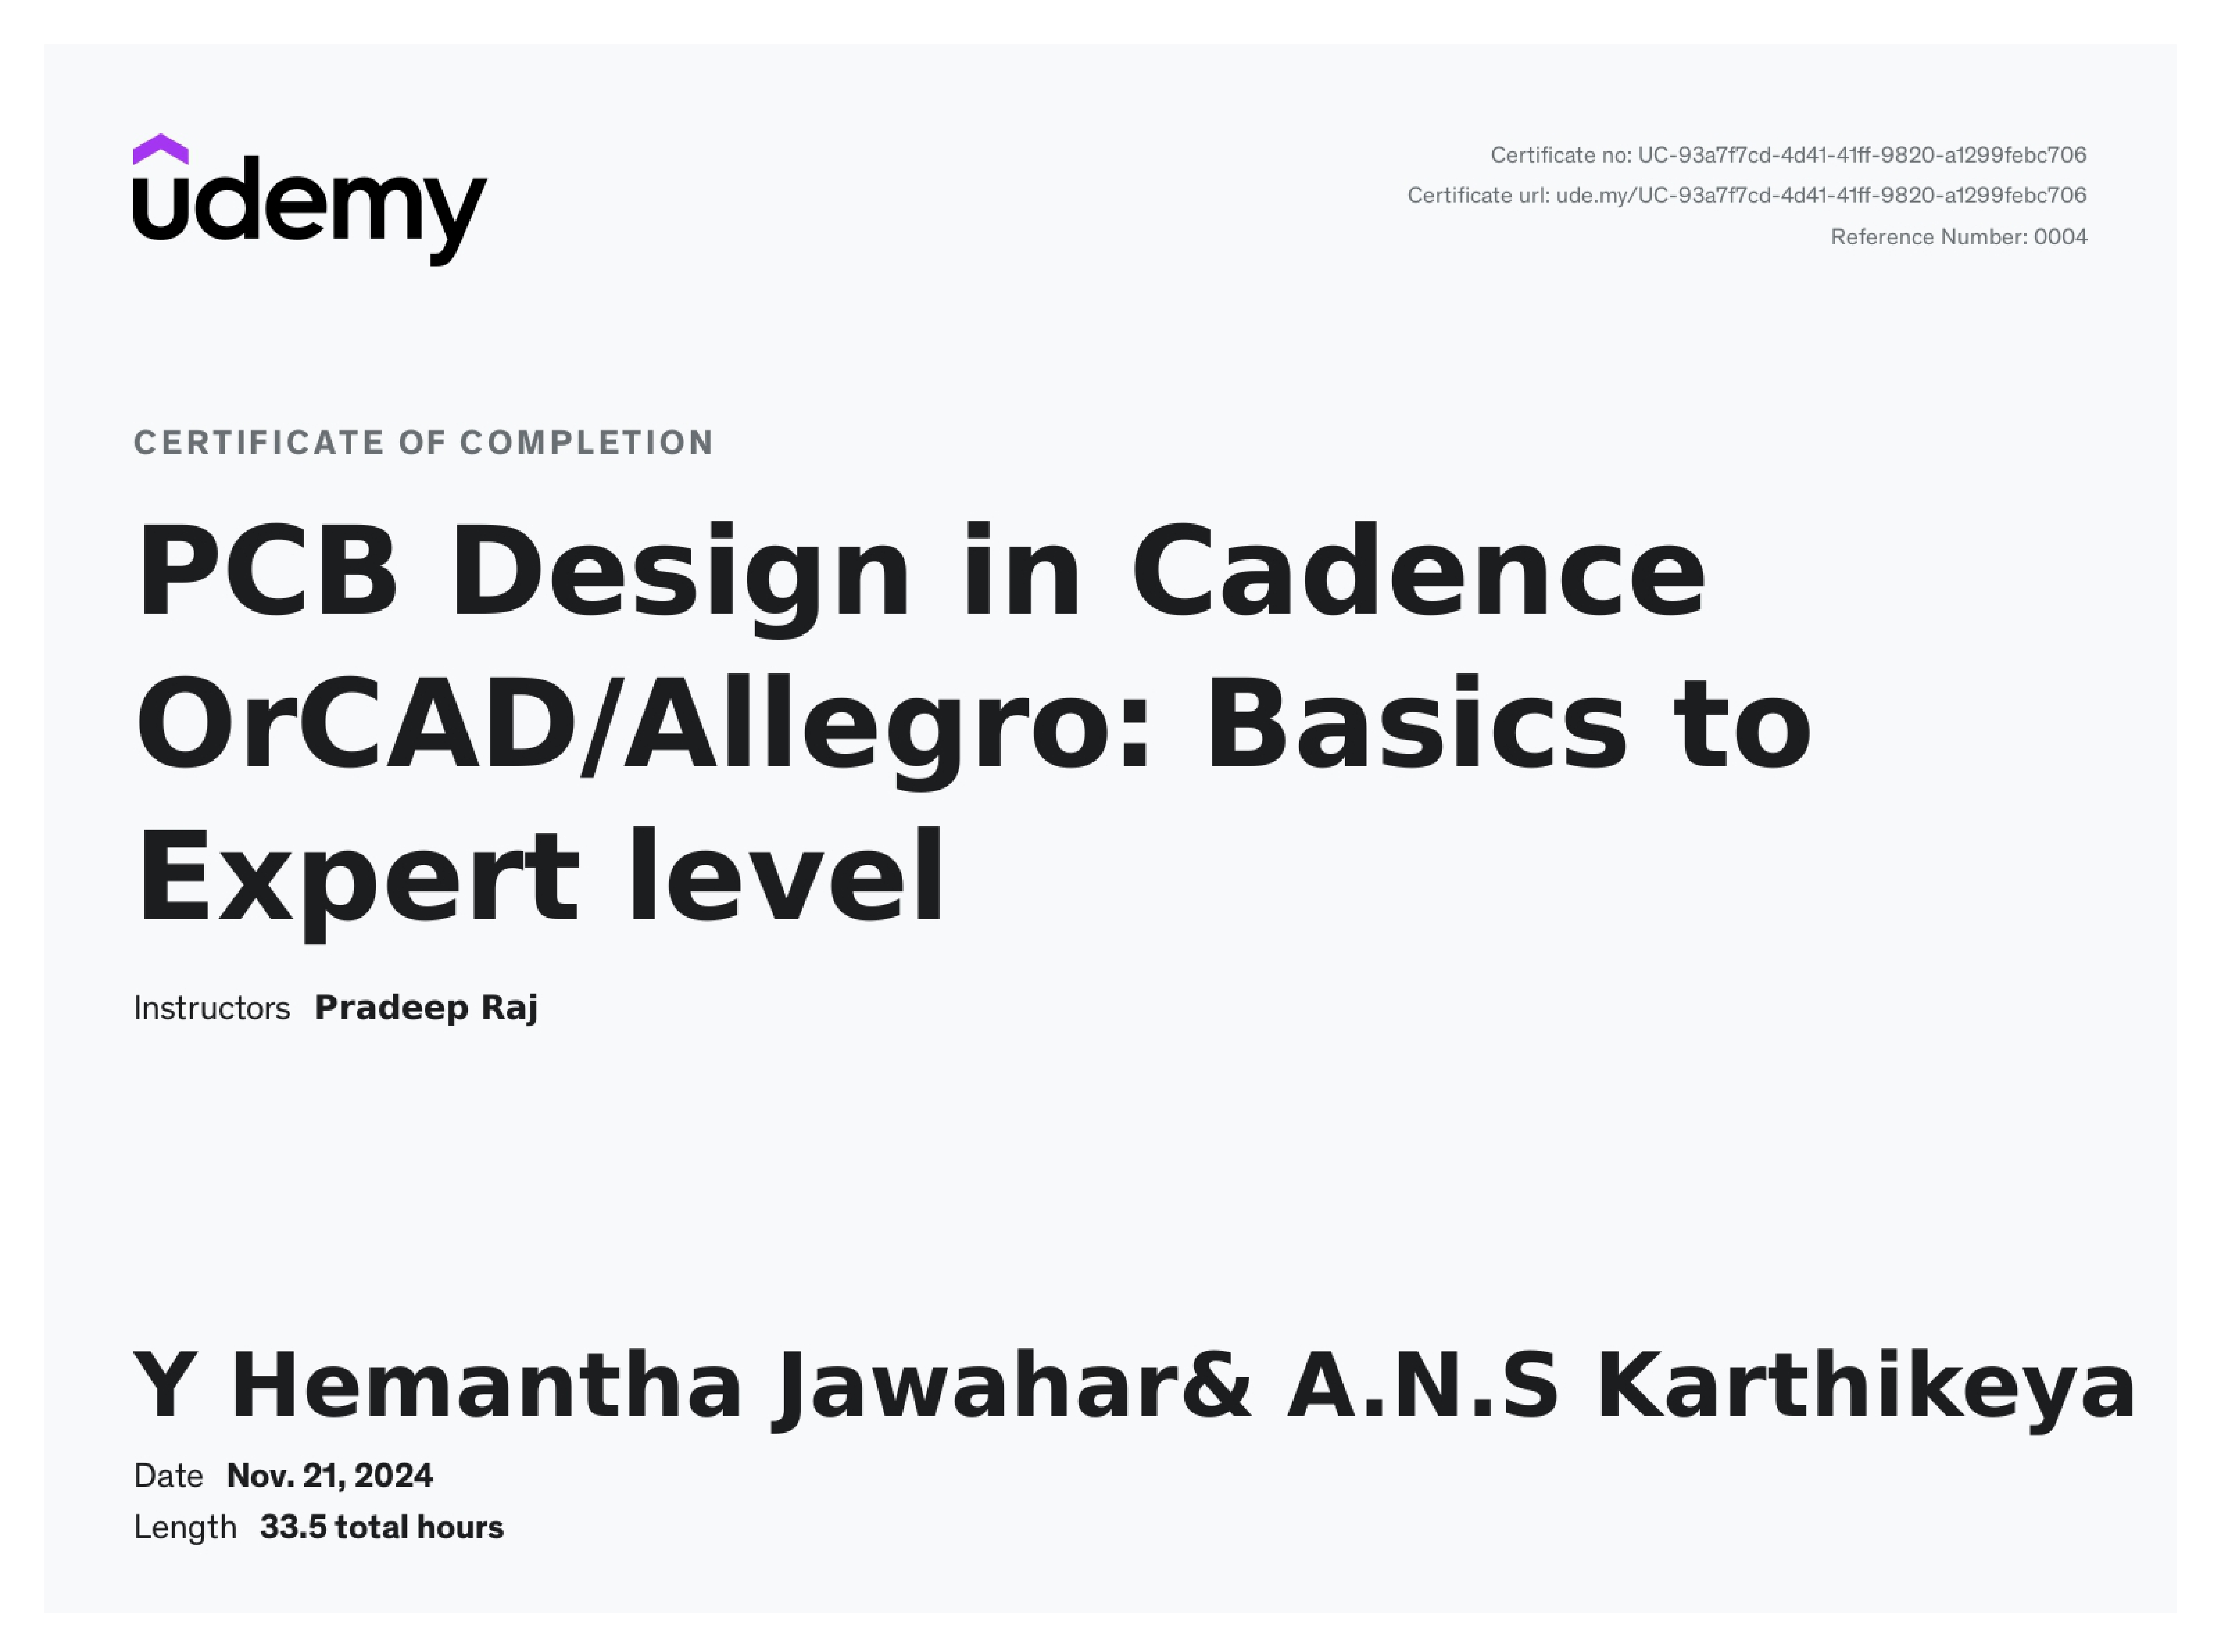 udemy
Certificate no: UC-93a7f7cd-4d41-41ff-9820-a1299febc706
Certificate url: ude.my/UC-93a7f7cd-4d41-41ff-9820-a1299febc706
Reference Number: 0004
CERTIFICATE OF COMPLETION
PCB Design in Cadence
OrCAD/Allegro: Basics to
Expert level
Instructors Pradeep Raj
Y Hemantha Jawahar& A.N.S Karthikeya
Date Nov. 21, 2024
Length 33.5 total hours